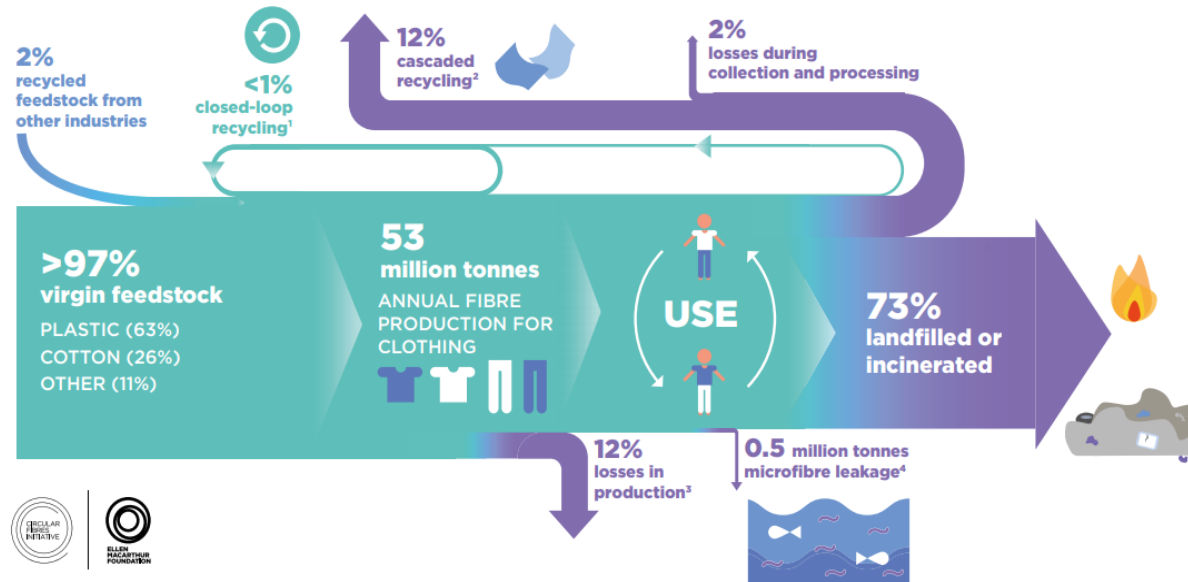 2%
recycled
feedstock from
other industries
<1%
closed-loop
recycling¹
12%
cascaded
recycling²
2%
losses during
collection and processing
>97%
virgin feedstock
PLASTIC (63%)
COTTON (26%)
OTHER (11%)
53
million tonnes
ANNUAL FIBRE
PRODUCTION FOR
CLOTHING
USE
73%
landfilled or
incinerated
12%
losses in
production³
0.5 million tonnes
microfibre leakage⁴
CIRCULAR
FIBRES
INITIATIVE
ELLEN
MACARTHUR
FOUNDATION